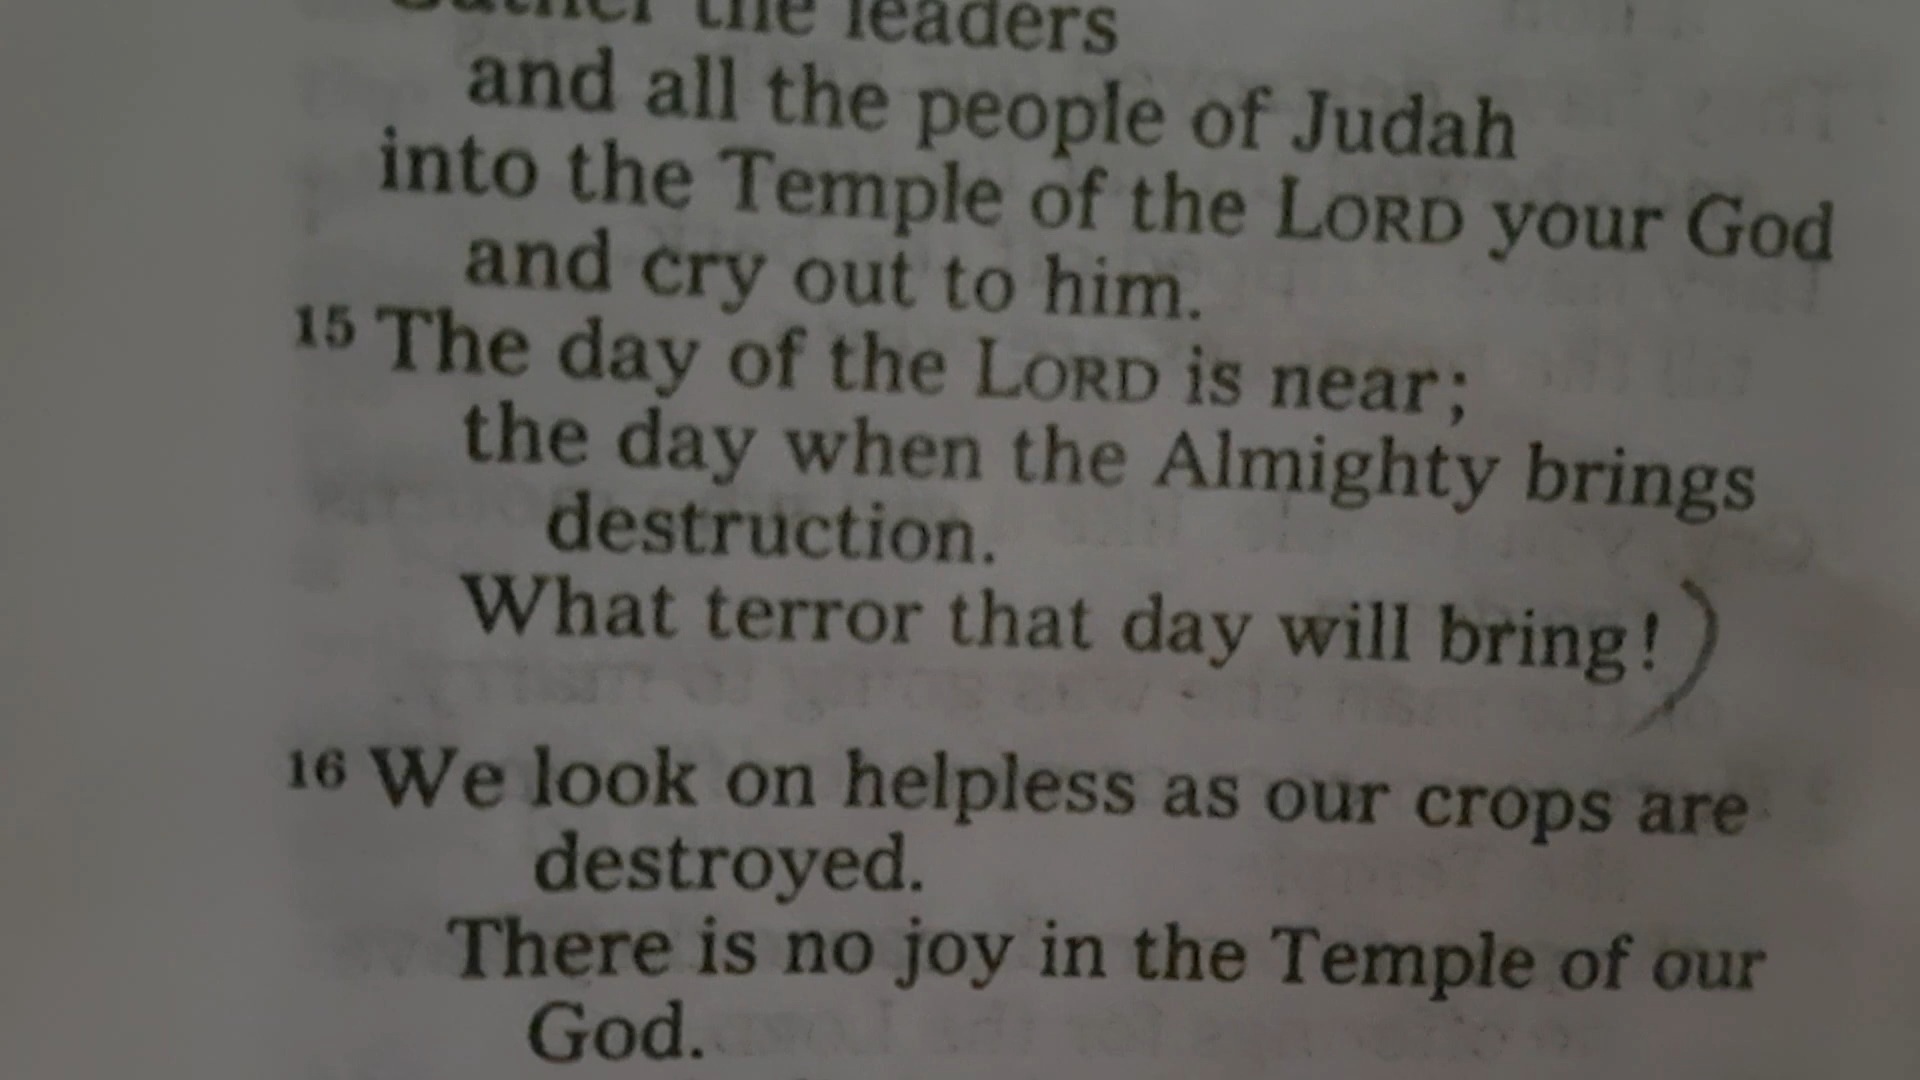 Gather the leaders
and all the people of Judah
into the Temple of the LORD your God
and cry out to him.
15 The day of the LORD is near;
the day when the Almighty brings
destruction.
What terror that day will bring!)
16 We look on helpless as our crops are
destroyed.
There is no joy in the Temple of our
God.